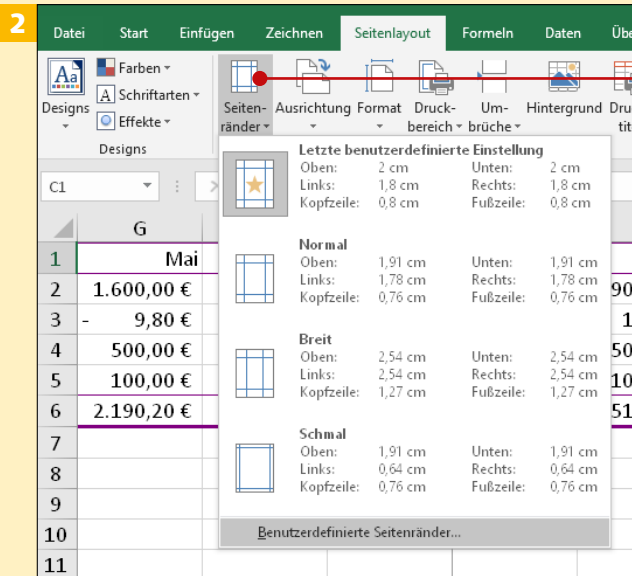 2
Datei Start Einfügen Zeichnen Seitenlayout Formeln Daten
Aa Farben
A Schriftarten
Effekte
Designs
Seiten-ränder Ausrichtung Format Druck-bereich Um-brüche Hintergrund
Designs
C1
Letzte benutzerdefinierte Einstellung
Oben: 2 cm Unten: 2 cm
Links: 1,8 cm Rechts: 1,8 cm
Kopfzeile: 0,8 cm Fußzeile: 0,8 cm
Normal
Oben: 1,91 cm Unten: 1,91 cm
Links: 1,78 cm Rechts: 1,78 cm
Kopfzeile: 0,76 cm Fußzeile: 0,76 cm
Breit
Oben: 2,54 cm Unten: 2,54 cm
Links: 2,54 cm Rechts: 2,54 cm
Kopfzeile: 1,27 cm Fußzeile: 1,27 cm
Schmal
Oben: 1,91 cm Unten: 1,91 cm
Links: 0,64 cm Rechts: 0,64 cm
Kopfzeile: 0,76 cm Fußzeile: 0,76 cm
Benutzerdefinierte Seitenränder...
G
1 Mai
2 1.600,00 € 90
3 - 9,80 € 1
4 500,00 € 50
5 100,00 € 10
6 2.190,20 € 51
7
8
9
10
11